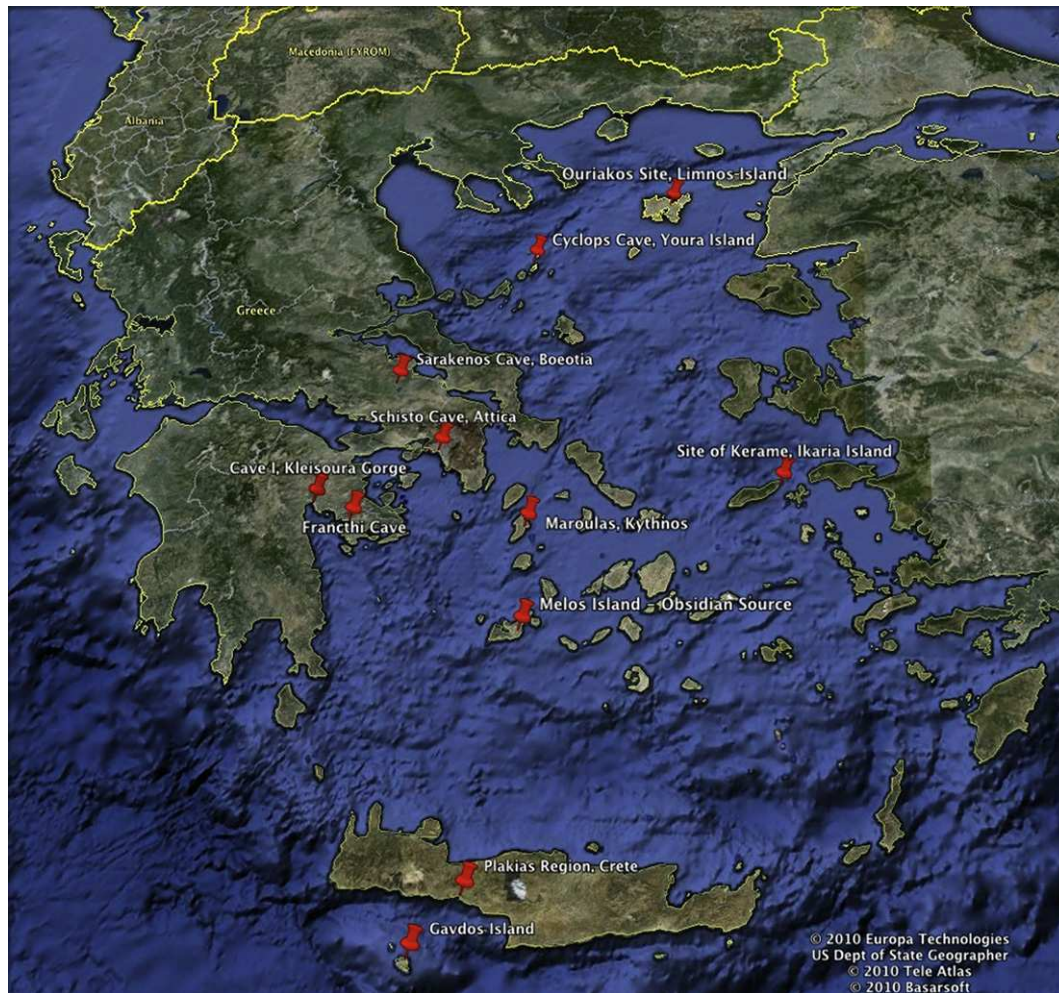 Macedonia (FYROM)
Albania
Ouriakos Site, Limnos Island
Cyclops Cave, Youra Island
Greece
Sarakenos Cave, Boeotia
Schisto Cave, Attica
Site of Kerame, Ikaria Island
Cave I, Kleisoura Gorge
Francthi Cave
Maroulas, Kythnos
Melos Island - Obsidian Source
Plakias Region, Crete
Gavdos Island
© 2010 Europa Technologies
US Dept of State Geographer
© 2010 Tele Atlas
© 2010 Basarsoft